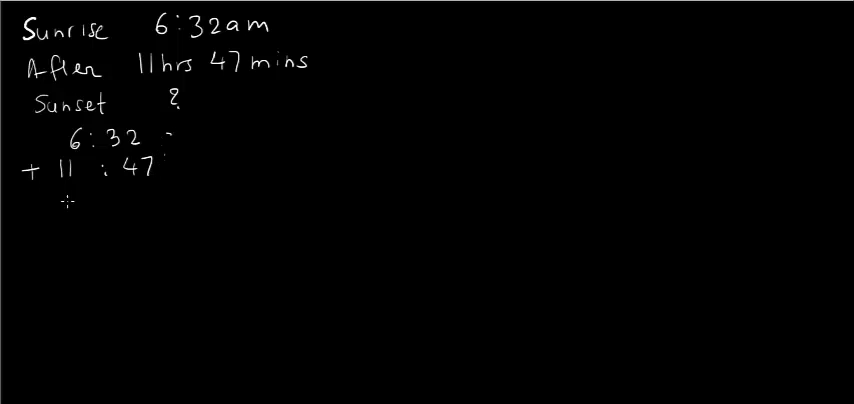 Sunrise 6:32am
After 11hrs 47mins
Sunset ?
6:32
+ 11 : 47